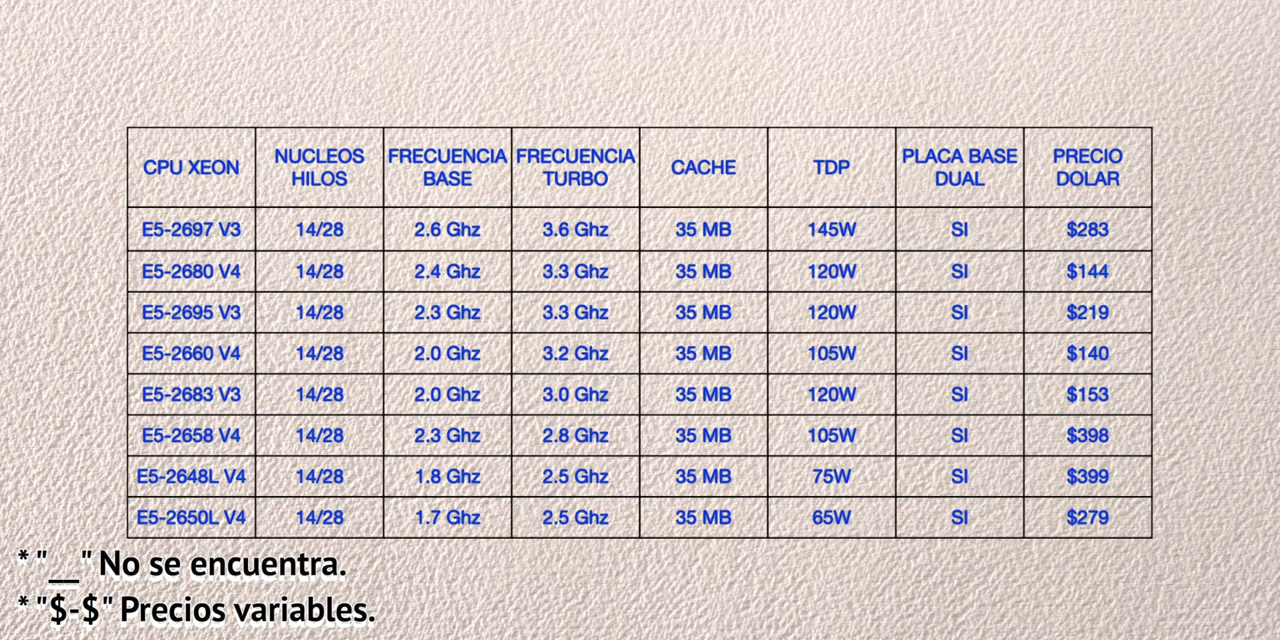 CPU XEON NUCLEOS HILOS FRECUENCIA BASE FRECUENCIA TURBO CACHE TDP PLACA BASE DUAL PRECIO DOLAR
E5-2697 V3 14/28 2.6 Ghz 3.6 Ghz 35 MB 145W SI $283
E5-2680 V4 14/28 2.4 Ghz 3.3 Ghz 35 MB 120W SI $144
E5-2695 V3 14/28 2.3 Ghz 3.3 Ghz 35 MB 120W SI $219
E5-2660 V4 14/28 2.0 Ghz 3.2 Ghz 35 MB 105W SI $140
E5-2683 V3 14/28 2.0 Ghz 3.0 Ghz 35 MB 120W SI $153
E5-2658 V4 14/28 2.3 Ghz 2.8 Ghz 35 MB 105W SI $398
E5-2648L V4 14/28 1.8 Ghz 2.5 Ghz 35 MB 75W SI $399
E5-2650L V4 14/28 1.7 Ghz 2.5 Ghz 35 MB 65W SI $279
* "__" No se encuentra.
* "$-$" Precios variables.